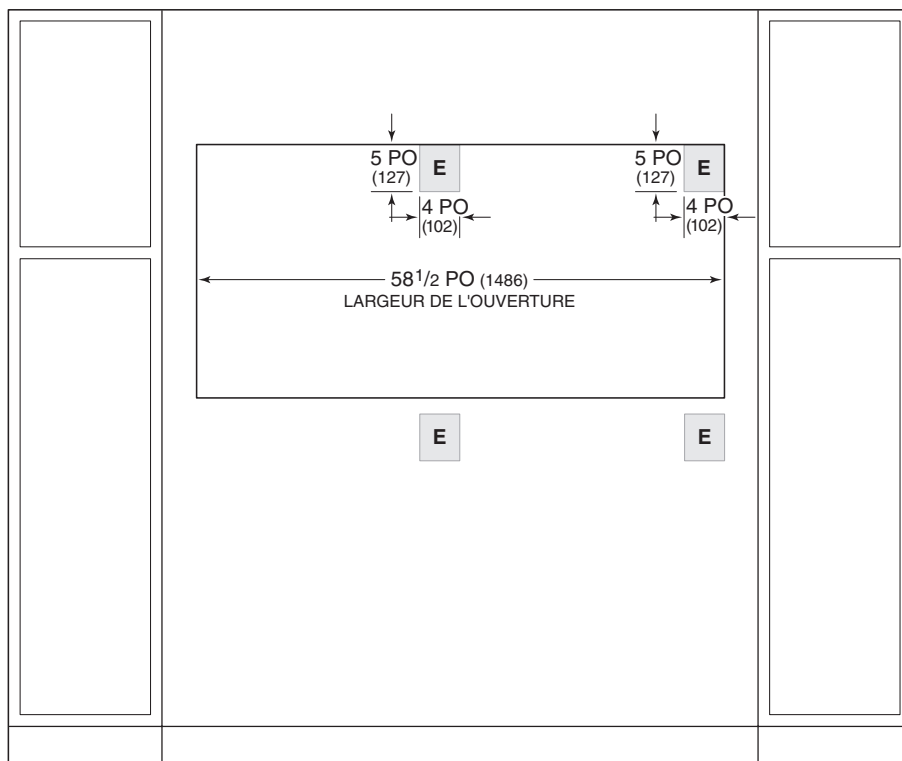 5 PO
(127)
E
5 PO
(127)
E
4 PO
(102)
4 PO
(102)
58 1/2 PO (1486)
LARGEUR DE L'OUVERTURE
E
E